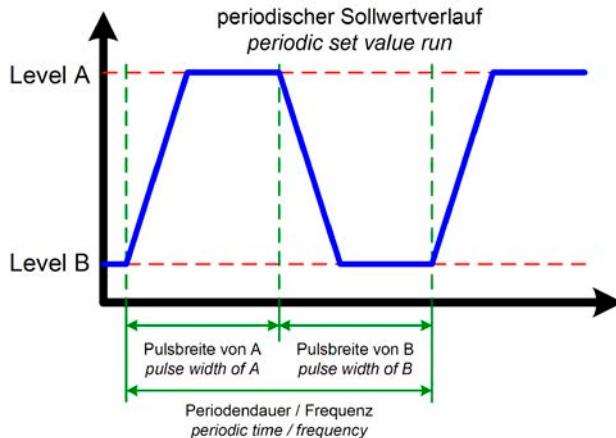 periodischer Sollwertverlauf
periodic set value run
Level A
Level B
Pulsbreite von A
pulse width of A
Pulsbreite von B
pulse width of B
Periodendauer / Frequenz
periodic time / frequency